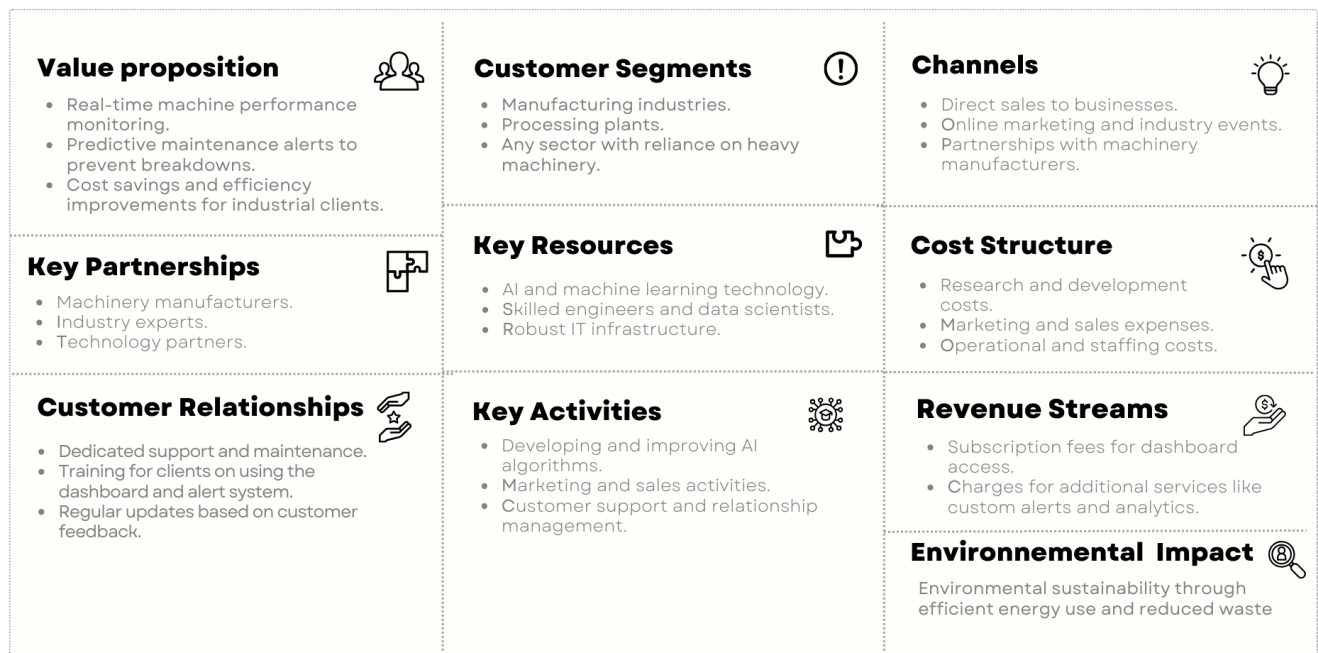 Value proposition
• Real-time machine performance
monitoring.
• Predictive maintenance alerts to
prevent breakdowns.
• Cost savings and efficiency
improvements for industrial clients.
Customer Segments
• Manufacturing industries.
• Processing plants.
• Any sector with reliance on heavy
machinery.
Channels
• Direct sales to businesses.
• Online marketing and industry events.
• Partnerships with machinery
manufacturers.
Key Partnerships
• Machinery manufacturers.
• Industry experts.
• Technology partners.
Key Resources
• AI and machine learning technology.
• Skilled engineers and data scientists.
• Robust IT infrastructure.
Cost Structure
• Research and development
costs.
• Marketing and sales expenses.
• Operational and staffing costs.
Customer Relationships
• Dedicated support and maintenance.
• Training for clients on using the
dashboard and alert system.
• Regular updates based on customer
feedback.
Key Activities
• Developing and improving AI
algorithms.
• Marketing and sales activities.
• Customer support and relationship
management.
Revenue Streams
• Subscription fees for dashboard
access.
• Charges for additional services like
custom alerts and analytics.
Environnemental Impact
Environmental sustainability through
efficient energy use and reduced waste